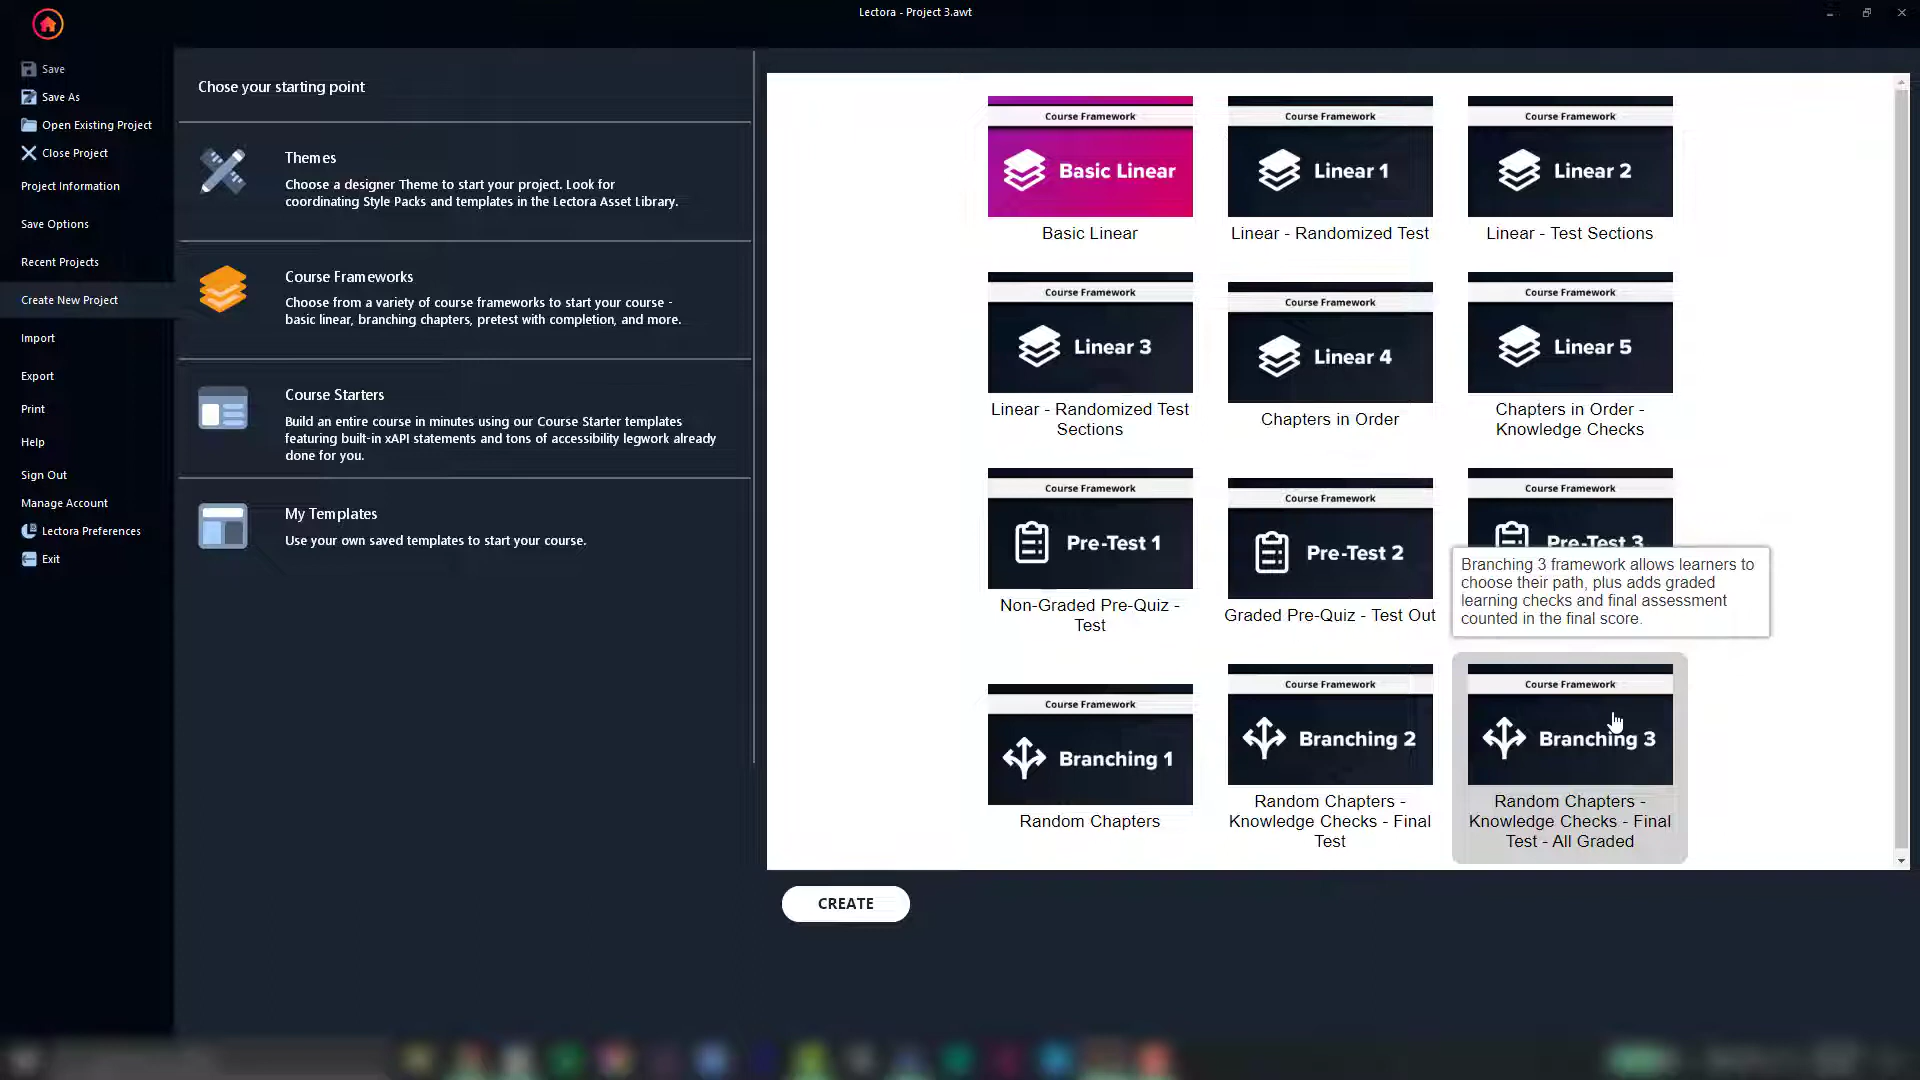 Lectora - Project 3.awt
Save
Save As
Open Existing Project
Close Project
Project Information
Save Options
Recent Projects
Create New Project
Import
Export
Print
Help
Sign Out
Manage Account
Lectora Preferences
Exit
Chose your starting point
Themes
Choose a designer Theme to start your project. Look for
coordinating Style Packs and templates in the Lectora Asset Library.
Course Frameworks
Choose from a variety of course frameworks to start your course -
basic linear, branching chapters, pretest with completion, and more.
Course Starters
Build an entire course in minutes using our Course Starter templates
featuring built-in xAPI statements and tons of accessibility legwork already
done for you.
My Templates
Use your own saved templates to start your course.
Course Framework
Basic Linear
Basic Linear
Course Framework
Linear 1
Linear - Randomized Test
Course Framework
Linear 2
Linear - Test Sections
Course Framework
Linear 3
Linear - Randomized Test
Sections
Course Framework
Linear 4
Chapters in Order
Course Framework
Linear 5
Chapters in Order -
Knowledge Checks
Course Framework
Pre-Test 1
Non-Graded Pre-Quiz -
Test
Course Framework
Pre-Test 2
Graded Pre-Quiz - Test Out
Course Framework
Pre-Test 3
Branching 3 framework allows learners to
choose their path, plus adds graded
learning checks and final assessment
counted in the final score.
Course Framework
Branching 1
Random Chapters
Course Framework
Branching 2
Random Chapters -
Knowledge Checks - Final
Test
Course Framework
Branching 3
Random Chapters -
Knowledge Checks - Final
Test - All Graded
CREATE